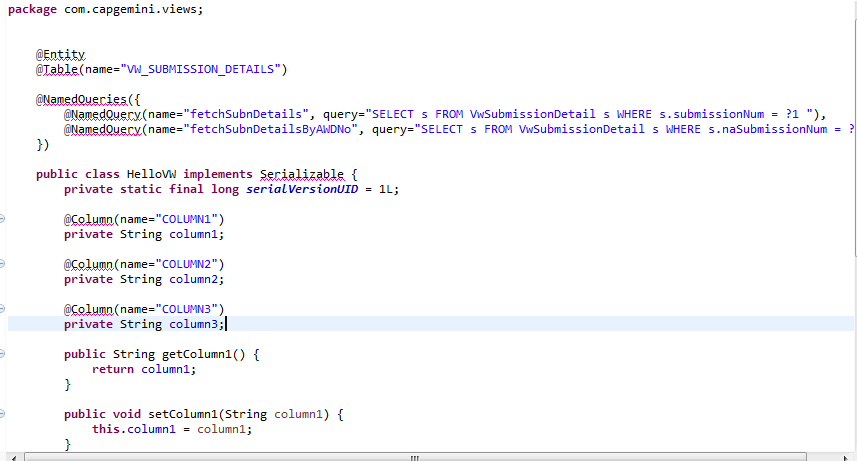 package com.capgemini.views;
@Entity
@Table(name="VW_SUBMISSION_DETAILS")
@NamedQueries({
@NamedQuery(name="fetchSubnDetails", query="SELECT s FROM VwSubmissionDetail s WHERE s.submissionNum = ?1 "),
@NamedQuery(name="fetchSubnDetailsByAWDNo", query="SELECT s FROM VwSubmissionDetail s WHERE s.naSubmissionNum = ?
})
public class HelloVW implements Serializable {
private static final long serialVersionUID = 1L;
@Column(name="COLUMN1")
private String column1;
@Column(name="COLUMN2")
private String column2;
@Column(name="COLUMN3")
private String column3;
public String getColumn1() {
return column1;
}
public void setColumn1(String column1) {
this.column1 = column1;
}